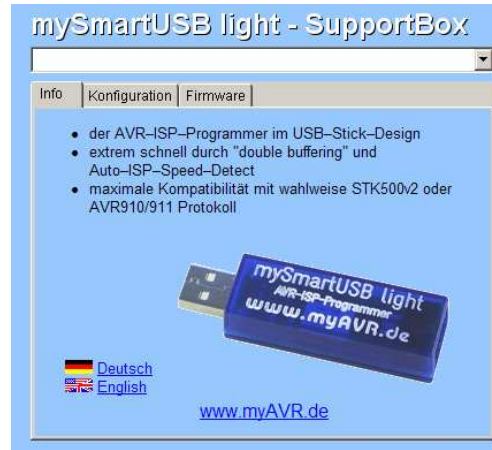 mySmartUSB light - SupportBox
Info Konfiguration Firmware
• der AVR–ISP–Programmer im USB–Stick–Design
• extrem schnell durch "double buffering" und
Auto–ISP–Speed–Detect
• maximale Kompatibilität mit wahlweise STK500v2 oder
AVR910/911 Protokoll
mySmartUSB light
AVR-ISP-Programmer
www.myAVR.de
Deutsch
English
www.myAVR.de